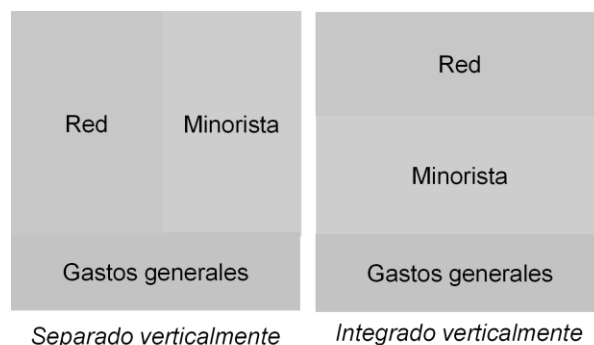 Red
Minorista
Gastos generales
Separado verticalmente
Red
Minorista
Gastos generales
Integrado verticalmente